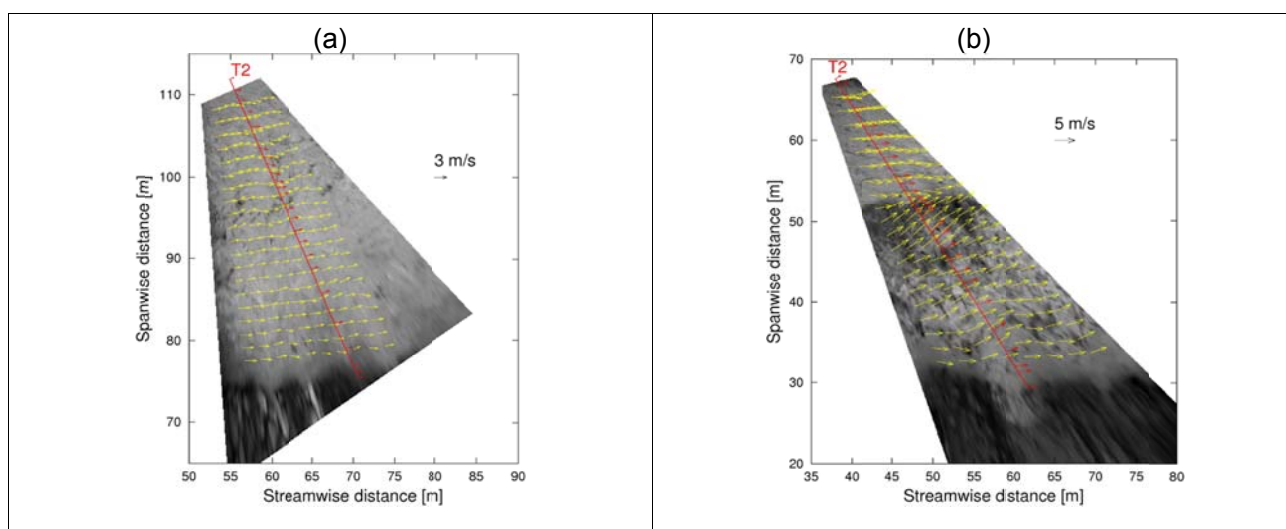 (a)
T2
3 m/s
Spanwise distance [m]
110
100
90
80
70
50 55 60 65 70 75 80 85 90
Streamwise distance [m]
(b)
T2
5 m/s
Spanwise distance [m]
70
60
50
40
30
20
35 40 45 50 55 60 65 70 75 80
Streamwise distance [m]